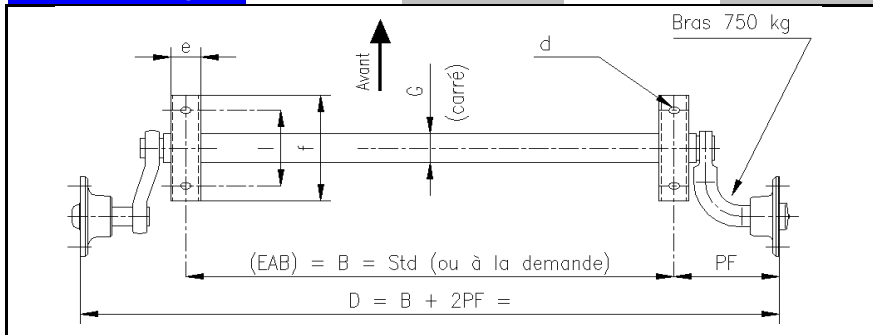 Bras 750 kg
e
Avant
G
(carré)
d
f
(EAB) = B = Std (ou à la demande)
PF
D = B + 2PF =